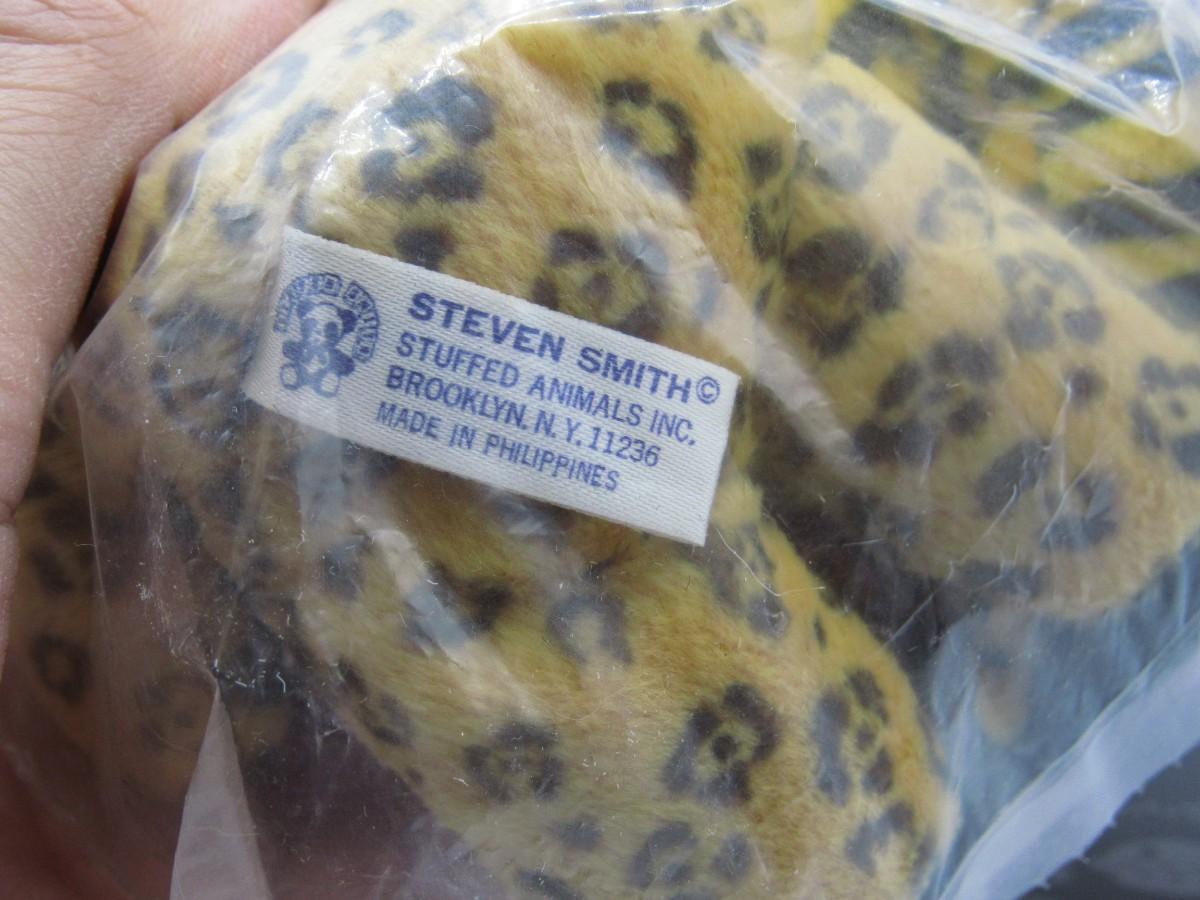 STEVEN SMITH©
STUFFED ANIMALS INC.
BROOKLYN. N.Y. 11236
MADE IN PHILIPPINES